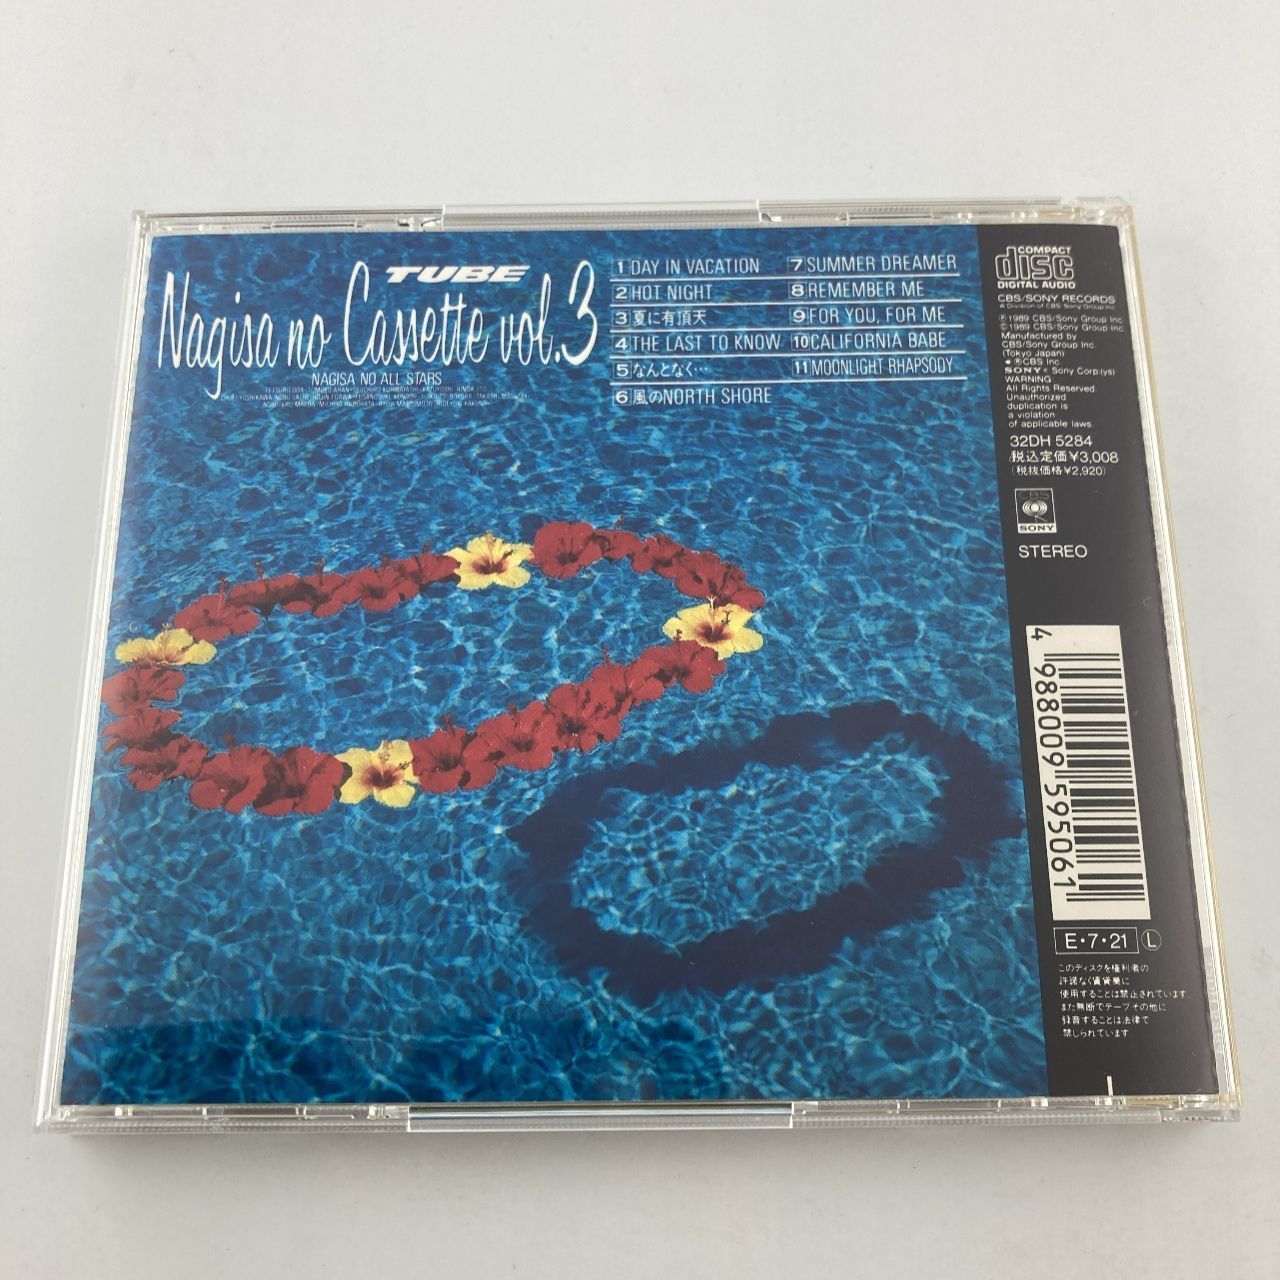 TUBE
Nagisa no Cassette vol.3
NAGISA NO ALL STARS
1 DAY IN VACATION
2 HOT NIGHT
3 夏に有頂天
4 THE LAST TO KNOW
5 なんとなく…
6 風のNORTH SHORE
7 SUMMER DREAMER
8 REMEMBER ME
9 FOR YOU, FOR ME
10 CALIFORNIA BABE
11 MOONLIGHT RHAPSODY
COMPACT
disc
DIGITAL AUDIO
CBS/SONY RECORDS
A Division of CBS/Sony Group Inc.
Ⓟ1989 CBS/Sony Group Inc.
©1989 CBS/Sony Group Inc.
Manufactured by
CBS/Sony Group Inc.
(Tokyo Japan)
®CBS Inc.
SONY® Sony Corp.(ys)
WARNING
All Rights Reserved.
Unauthorized
duplication is
a violation
of applicable laws.
32DH 5284
税込定価¥3,008
(税抜価格¥2,920)
CBS
SONY
STEREO
4 988009 595061
E・7・21 Ⓛ
このディスクを権利者の
許諾なく賃貸業に
使用することは禁止されています。
また無断でテープその他に
録音することは法律で
禁じられています